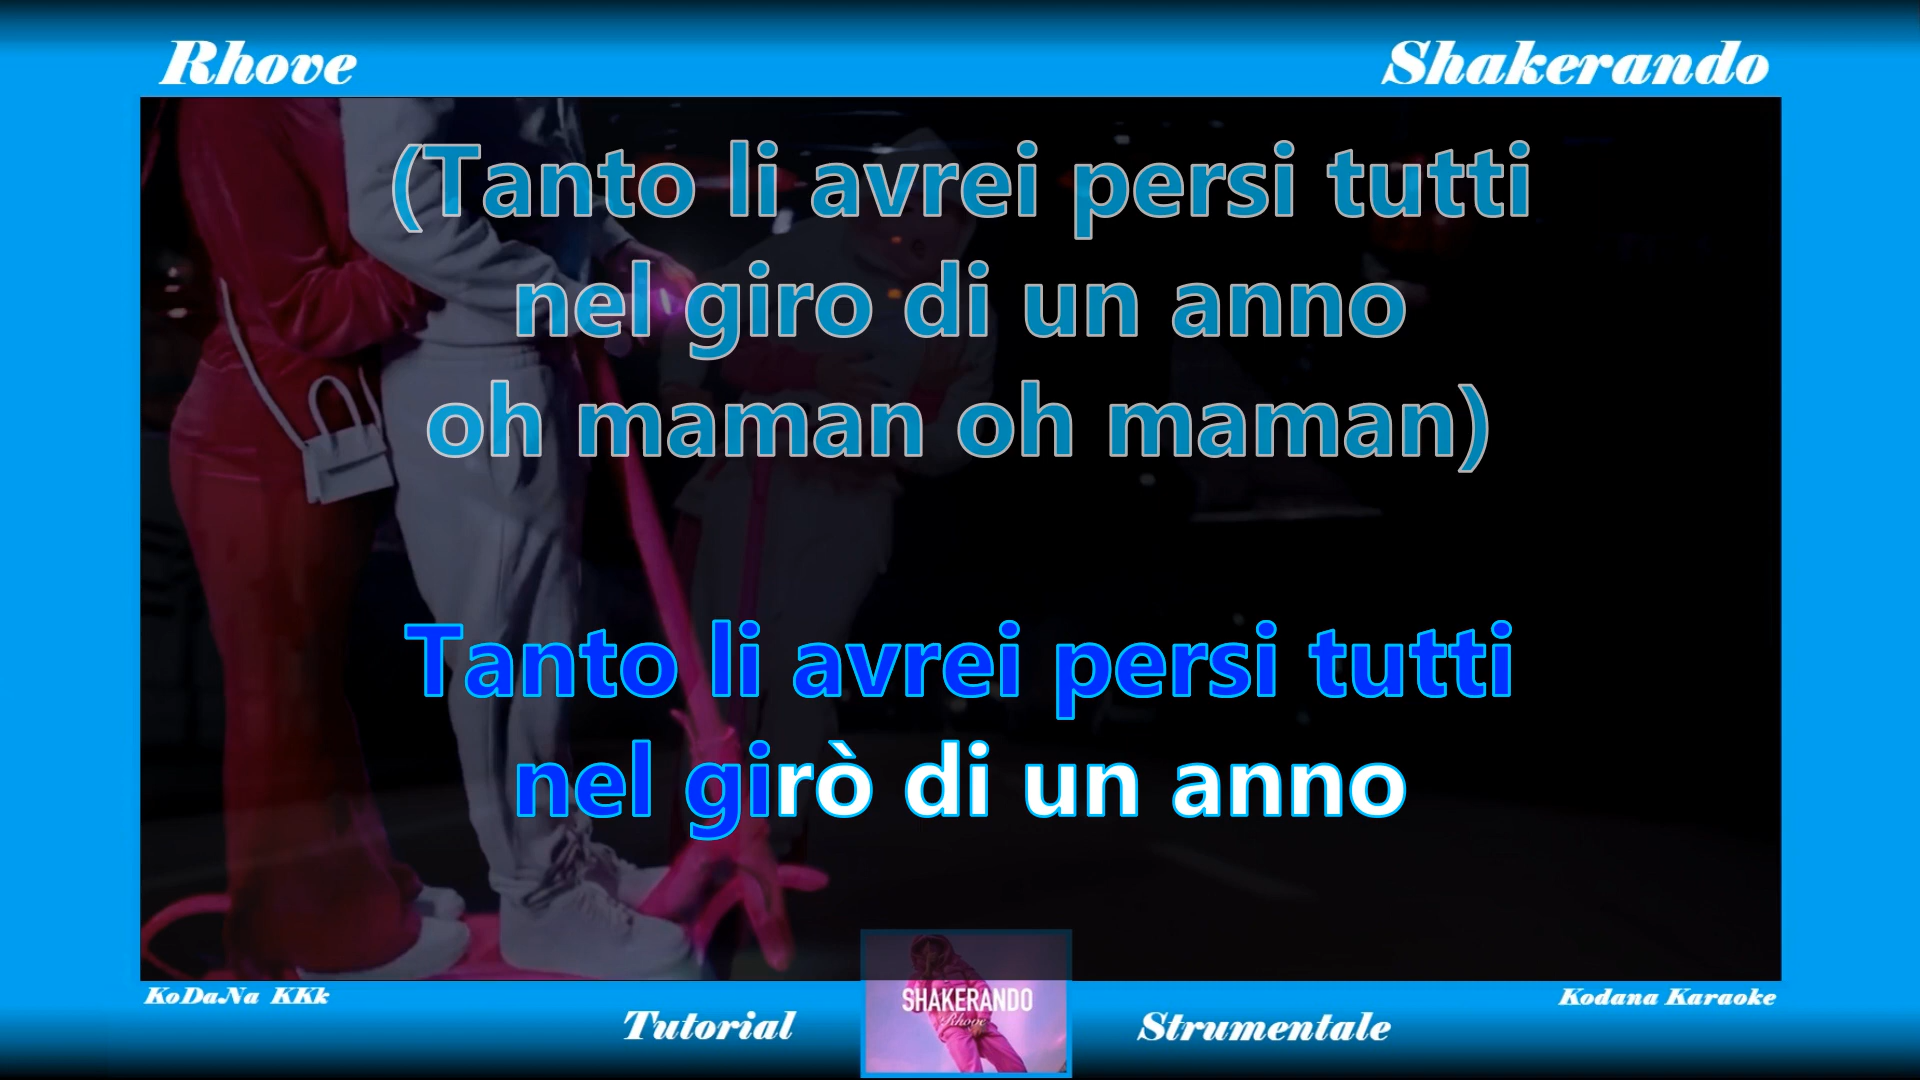 Rhove
Shakerando
(Tanto li avrei persi tutti
nel giro di un anno
oh maman oh maman)
Tanto li avrei persi tutti
nel girò di un anno
KoDaNa KKk
Kodana Karaoke
Tutorial
SHAKERANDO
Rhove
Strumentale